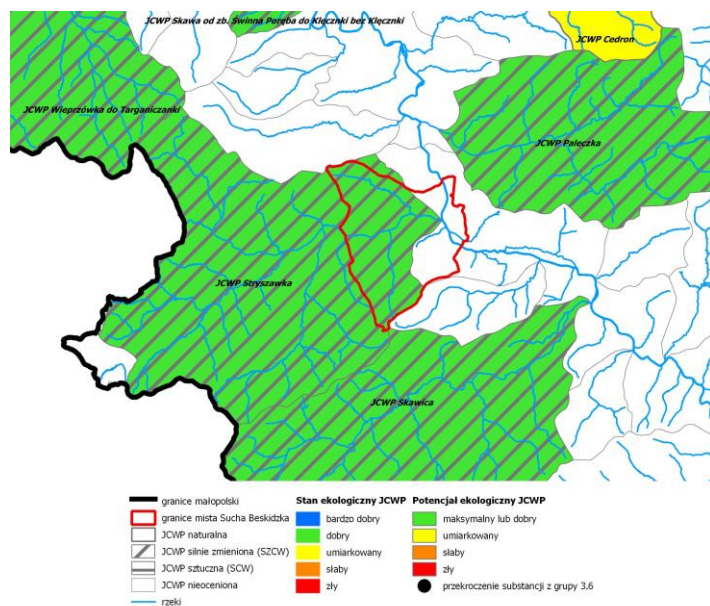 JCWP Skawa od zb. Świnna Poręba do Klęcznki bez Klęcznki
JCWP Cedron
JCWP Wieprzówka do Targaniczanki
JCWP Paleczka
JCWP Stryszawka
JCWP Skawica
granice małopolski
granice mista Sucha Beskidzka
JCWP naturalna
JCWP silnie zmieniona (SZCW)
JCWP sztuczna (SCW)
JCWP nieoceniona
rzeki
Stan ekologiczny JCWP
bardzo dobry
dobry
umiarkowany
słaby
zły
Potencjał ekologiczny JCWP
maksymalny lub dobry
umiarkowany
słaby
zły
przekroczenie substancji z grupy 3.6